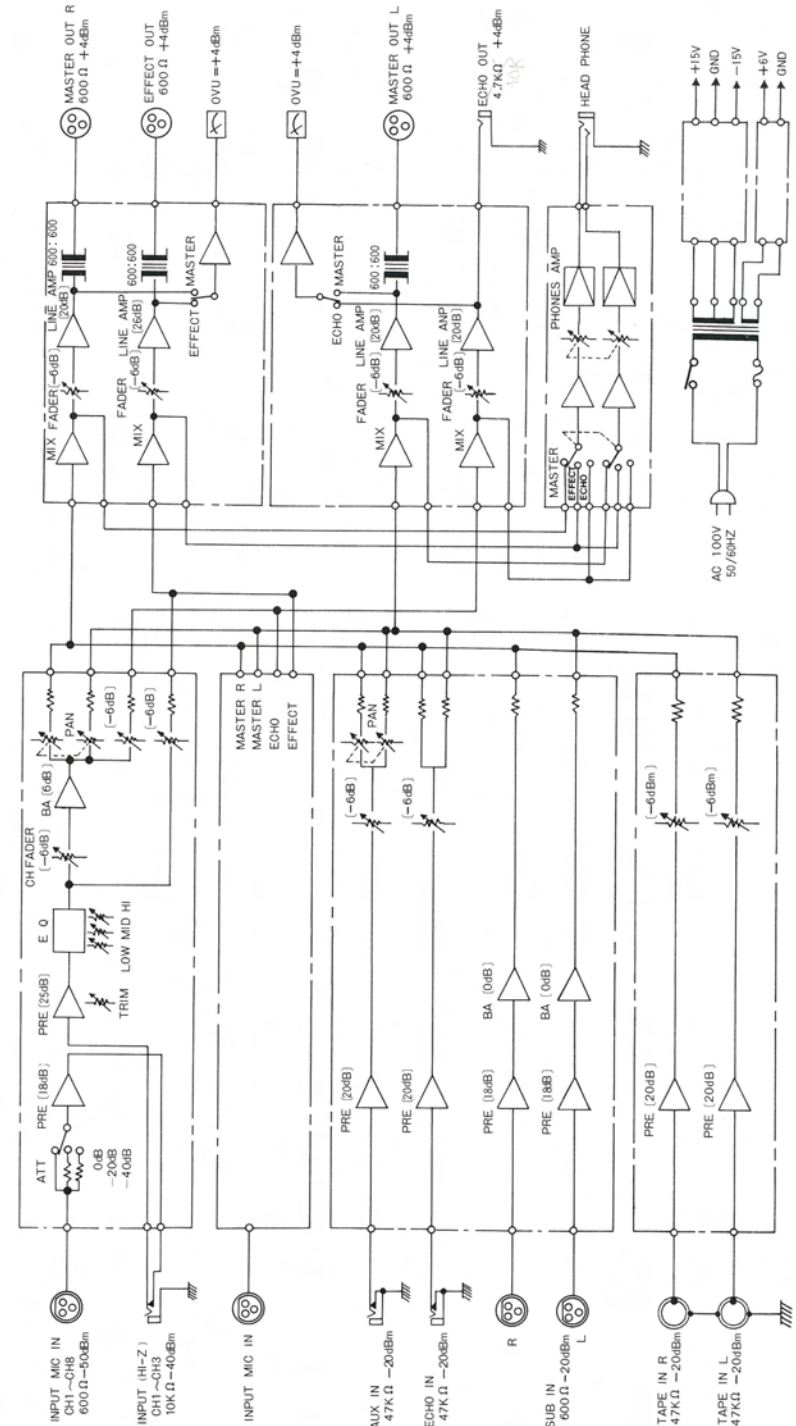 INPUT MIC IN
CH1~CH8
600Ω-50dBm
INPUT (HI-Z)
CH1~CH3
10KΩ-40dBm
ATT
0dB
-20dB
-40dB
PRE [18dB]
PRE [25dB]
TRIM
E Q
LOW MID HI
CH FADER
[-6dB]
BA [6dB]
PAN
[-6dB]
[-6dB]
INPUT MIC IN
MASTER R
MASTER L
ECHO
EFFECT
AUX IN
47KΩ -20dBm
ECHO IN
47KΩ -20dBm
R
SUB IN
600Ω-20dBm
L
PRE [20dB]
PRE [20dB]
PRE [18dB]
PRE [18dB]
BA [0dB]
BA [0dB]
[-6dB]
[-6dB]
PAN
TAPE IN R
47KΩ-20dBm
TAPE IN L
47KΩ-20dBm
PRE [20dB]
PRE [20dB]
[-6dBm]
[-6dBm]
MIX
FADER[-6dB]
LINE AMP
[20dB]
600:600
MASTER OUT R
600Ω +4dBm
MIX
FADER
[-6dB]
LINE AMP
[26dB]
600:600
EFFECT OUT
600Ω +4dBm
EFFECT
MASTER
OVU=+4dBm
OVU=+4dBm
ECHO
MASTER
MIX
FADER
[-6dB]
LINE AMP
[20dB]
600:600
MASTER OUT L
600Ω +4dBm
MIX
FADER
[-6dB]
LINE ANP
[20dB]
ECHO OUT
4.7KΩ +4dBm
MASTER
EFFECT
ECHO
PHONES AMP
HEAD PHONE
AC 100V
50/60HZ
+15V
GND
-15V
+6V
GND